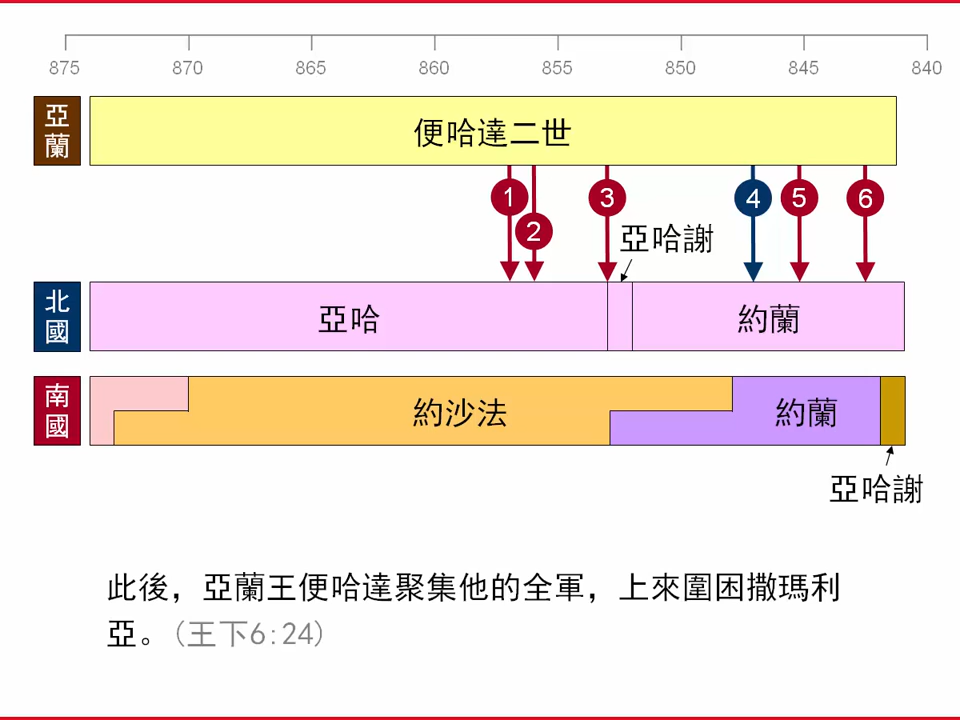 875 870 865 860 855 850 845 840
亞蘭
便哈達二世
1 2 3 4 5 6
亞哈謝
北國
亞哈
約蘭
南國
約沙法
約蘭
亞哈謝
此後，亞蘭王便哈達聚集他的全軍，上來圍困撒瑪利
亞。(王下6:24)